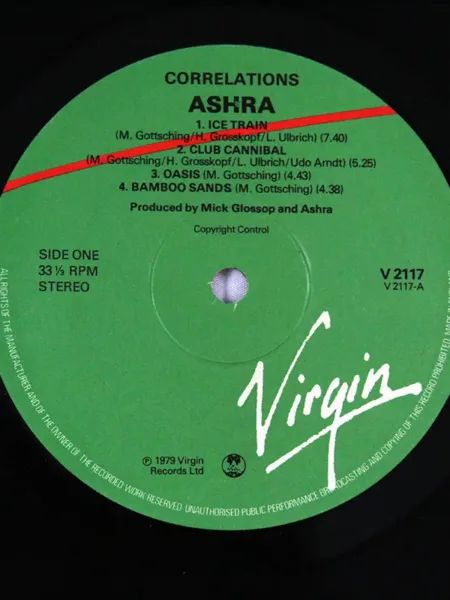 CORRELATIONS
ASHRA
1. ICE TRAIN
(M. Gottsching/H. Grosskopf/L. Ulbrich) (7.40)
2. CLUB CANNIBAL
(M. Gottsching/H. Grosskopf/L. Ulbrich/Udo Arndt) (5.25)
3. OASIS (M. Gottsching) (4.43)
4. BAMBOO SANDS (M. Gottsching) (4.38)
Produced by Mick Glossop and Ashra
Copyright Control
SIDE ONE
33 ⅓ RPM
STEREO
V 2117
V 2117-A
Virgin
℗ 1979 Virgin
Records Ltd
ALL RIGHTS OF THE MANUFACTURER AND OF THE OWNER OF THE RECORDED WORK RESERVED. UNAUTHORISED PUBLIC PERFORMANCE BROADCASTING AND COPYING OF THIS RECORD PROHIBITED.